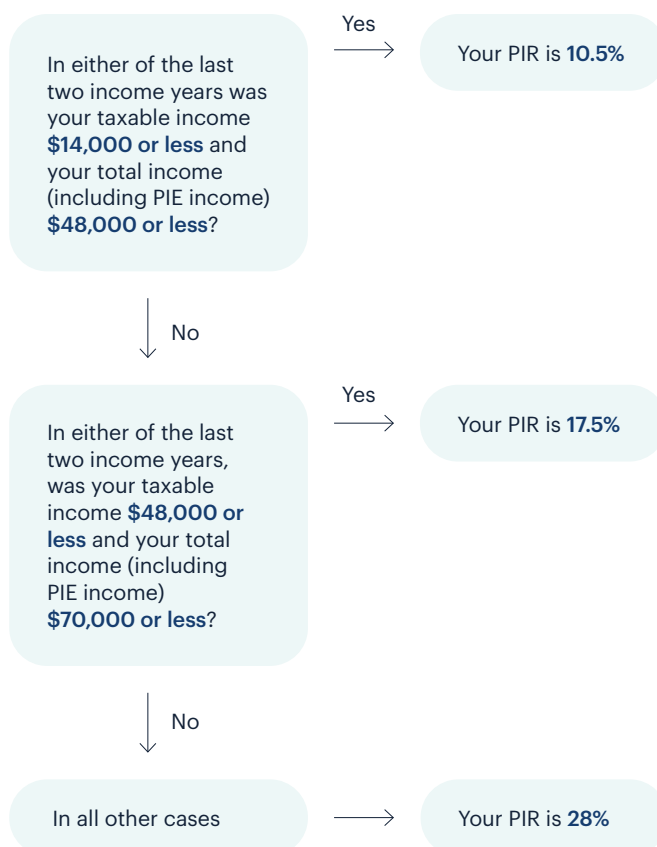 In either of the last
two income years was
your taxable income
$14,000 or less and
your total income
(including PIE income)
$48,000 or less?
Yes
Your PIR is 10.5%
No
In either of the last
two income years,
was your taxable
income $48,000 or
less and your total
income (including
PIE income)
$70,000 or less?
Yes
Your PIR is 17.5%
No
In all other cases
Your PIR is 28%